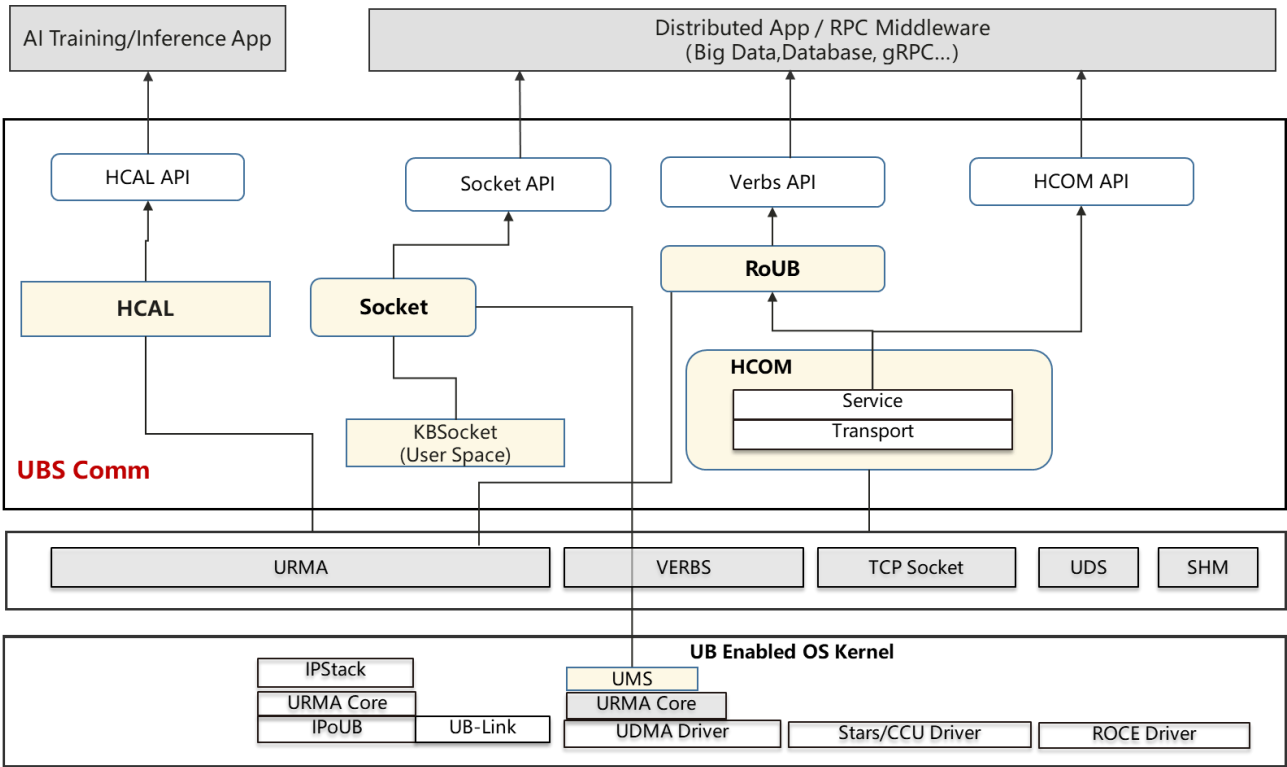 AI Training/Inference App
Distributed App / RPC Middleware
(Big Data,Database, gRPC...)
HCAL API
Socket API
Verbs API
HCOM API
RoUB
HCAL
Socket
HCOM
Service
Transport
KBSocket
(User Space)
UBS Comm
URMA
VERBS
TCP Socket
UDS
SHM
UB Enabled OS Kernel
IPStack
UMS
URMA Core
URMA Core
IPoUB
UB-Link
UDMA Driver
Stars/CCU Driver
ROCE Driver